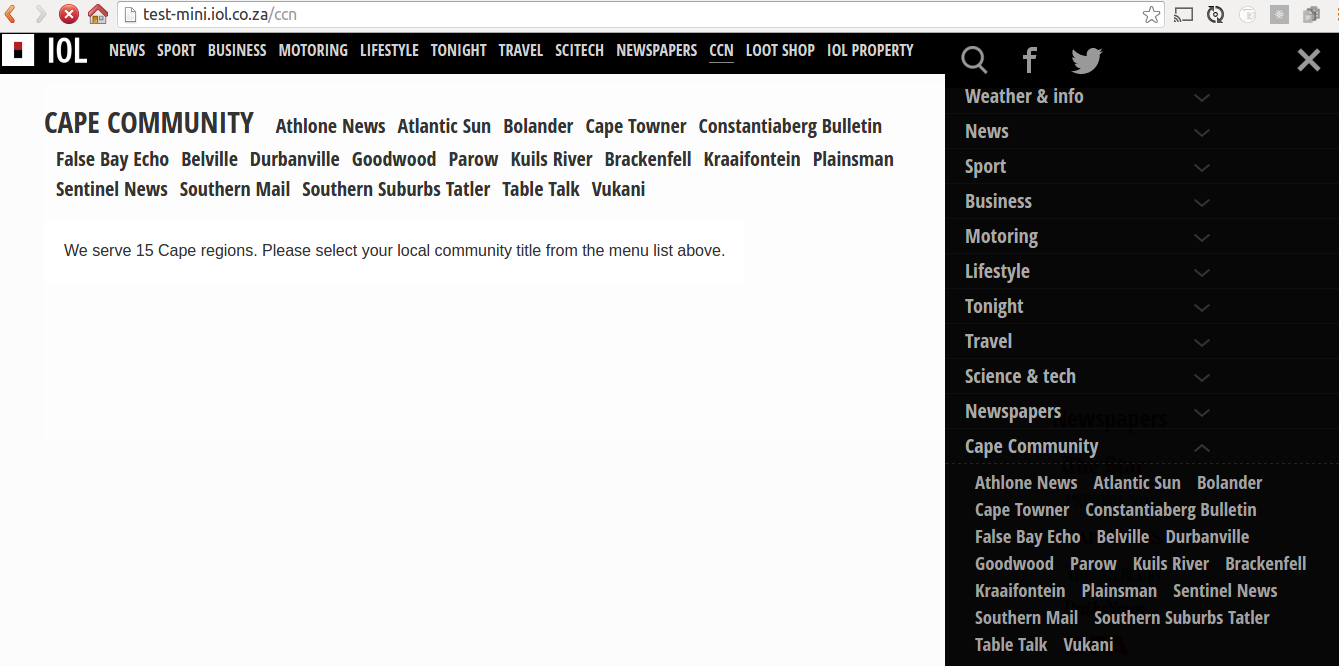 test-mini.iol.co.za/ccn
IOL NEWS SPORT BUSINESS MOTORING LIFESTYLE TONIGHT TRAVEL SCITECH NEWSPAPERS CCN LOOT SHOP IOL PROPERTY
CAPE COMMUNITY Athlone News Atlantic Sun Bolander Cape Towner Constantiaberg Bulletin
False Bay Echo Belville Durbanville Goodwood Parow Kuils River Brackenfell Kraaifontein Plainsman
Sentinel News Southern Mail Southern Suburbs Tatler Table Talk Vukani
We serve 15 Cape regions. Please select your local community title from the menu list above.
Weather & info
News
Sport
Business
Motoring
Lifestyle
Tonight
Travel
Science & tech
Newspapers
Newspapers
Cape Community
Athlone News Atlantic Sun Bolander
Cape Towner Constantiaberg Bulletin
False Bay Echo Belville Durbanville
Goodwood Parow Kuils River Brackenfell
Kraaifontein Plainsman Sentinel News
Southern Mail Southern Suburbs Tatler
Table Talk Vukani